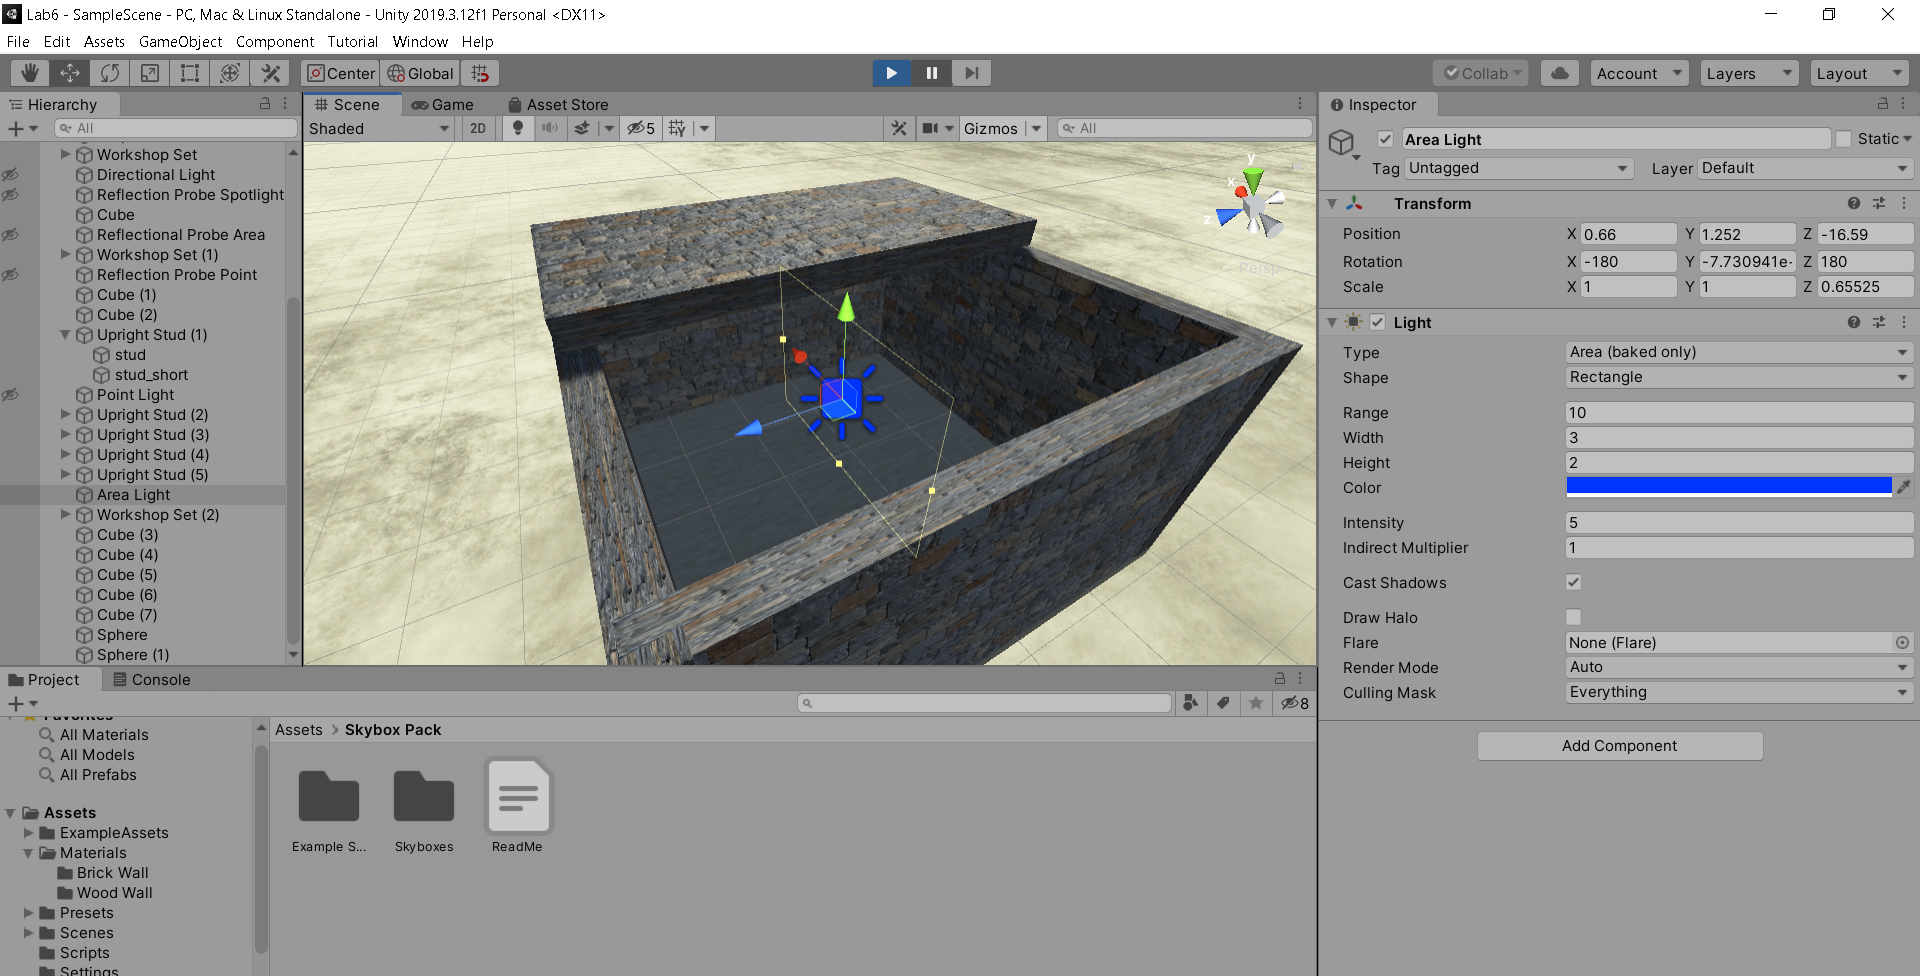 Lab6 - SampleScene - PC, Mac & Linux Standalone - Unity 2019.3.12f1 Personal <DX11>
File Edit Assets GameObject Component Tutorial Window Help
Center Global Collab Account Layers Layout
Hierarchy
All
Workshop Set
Directional Light
Reflection Probe Spotlight
Cube
Reflectional Probe Area
Workshop Set (1)
Reflection Probe Point
Cube (1)
Cube (2)
Upright Stud (1)
stud
stud_short
Point Light
Upright Stud (2)
Upright Stud (3)
Upright Stud (4)
Upright Stud (5)
Area Light
Workshop Set (2)
Cube (3)
Cube (4)
Cube (5)
Cube (6)
Cube (7)
Sphere
Sphere (1)
Scene Game Asset Store
Shaded 2D 5 Gizmos All
y
x
z
Persp
Inspector
Area Light Static
Tag Untagged Layer Default
Transform
Position X 0.66 Y 1.252 Z -16.59
Rotation X -180 Y -7.730941e- Z 180
Scale X 1 Y 1 Z 0.65525
Light
Type Area (baked only)
Shape Rectangle
Range 10
Width 3
Height 2
Color
Intensity 5
Indirect Multiplier 1
Cast Shadows
Draw Halo
Flare None (Flare)
Render Mode Auto
Culling Mask Everything
Add Component
Project Console
8
Favorites
All Materials
All Models
All Prefabs
Assets
ExampleAssets
Materials
Brick Wall
Wood Wall
Presets
Scenes
Scripts
Settings
Assets > Skybox Pack
Example S... Skyboxes ReadMe